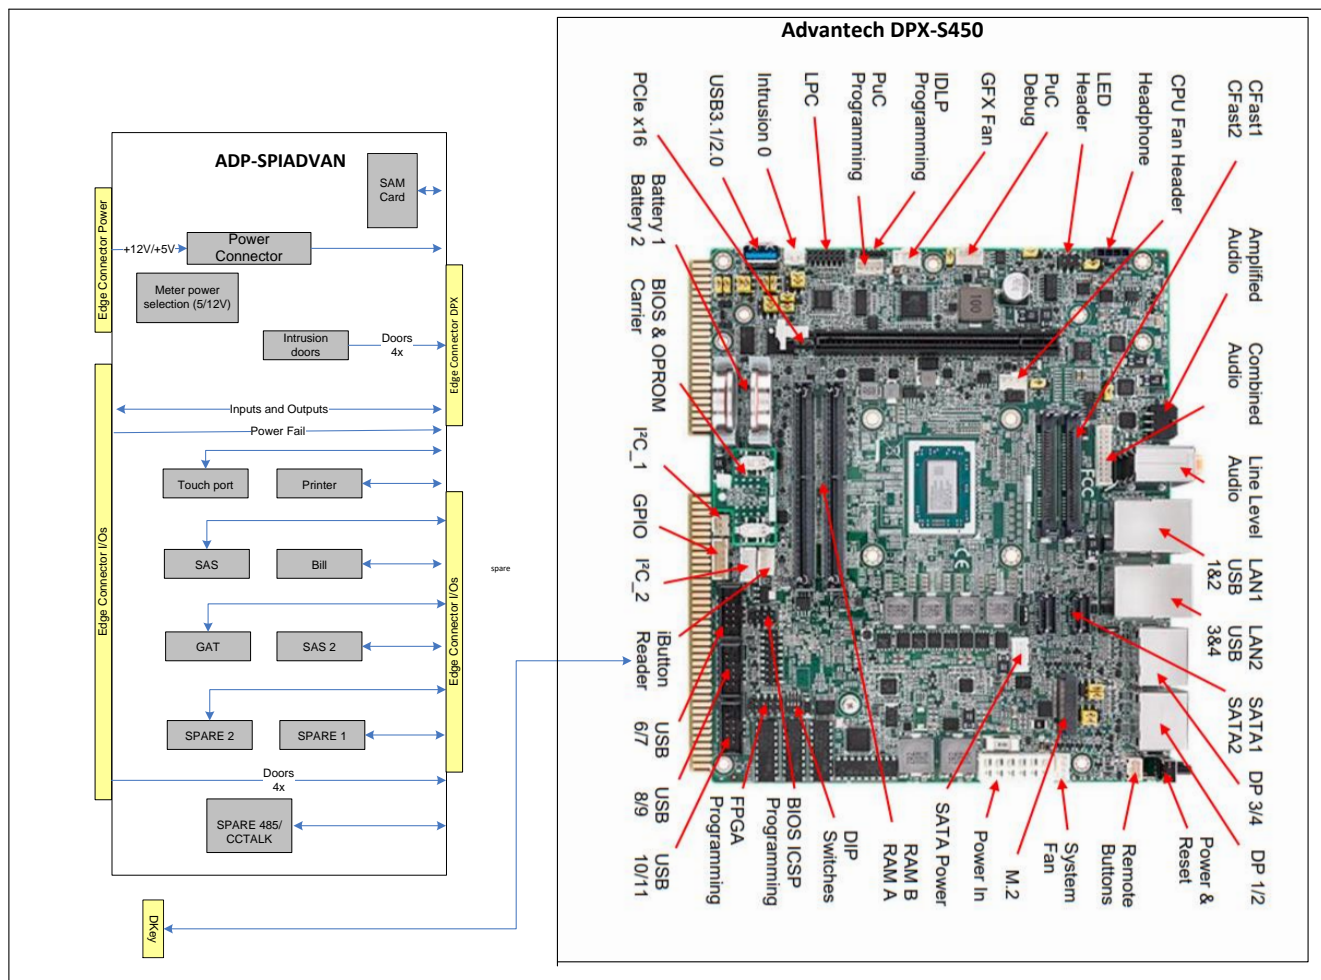 Advantech DPX-S450
ADP-SPIADVAN
SAM
Card
Edge Connector Power
+12V/+5V
Power
Connector
Meter power
selection (5/12V)
Edge Connector DPX
Intrusion
doors
Doors
4x
Inputs and Outputs
Power Fail
Edge Connector I/Os
Touch port
Printer
SAS
Bill
GAT
SAS 2
SPARE 2
SPARE 1
Edge Connector I/Os
Doors
4x
SPARE 485/
CCTALK
DKey
spare
PCIe x16
USB3.1/2.0
Intrusion 0
LPC
PuC
Programming
IDLP
Programming
GFX Fan
PuC
Debug
LED
Header
Headphone
CPU Fan Header
CFast1
CFast2
Battery 1
Battery 2
BIOS & OPROM
Carrier
I²C_1
GPIO
I²C_2
iButton
Reader
USB
6/7
USB
8/9
USB
10/11
Amplified
Audio
Combined
Audio
Line Level
Audio
LAN1
USB
1&2
LAN2
USB
3&4
SATA1
SATA2
DP 3/4
DP 1/2
FPGA
Programming
BIOS ICSP
Programming
DIP
Switches
RAM B
RAM A
SATA Power
Power In
M.2
System
Fan
Remote
Buttons
Power &
Reset
FCC
CE
100